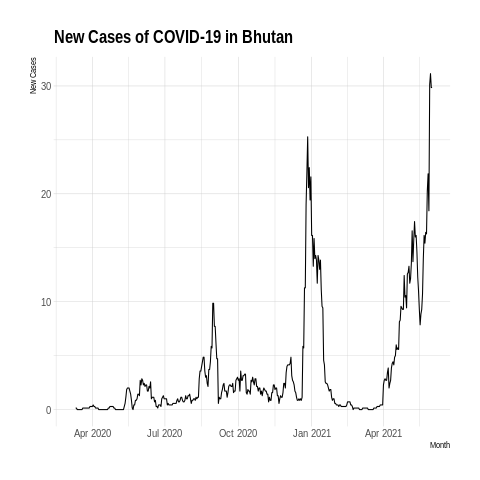 New Cases of COVID-19 in Bhutan
New Cases
30
20
10
0
Apr 2020 Jul 2020 Oct 2020 Jan 2021 Apr 2021
Month